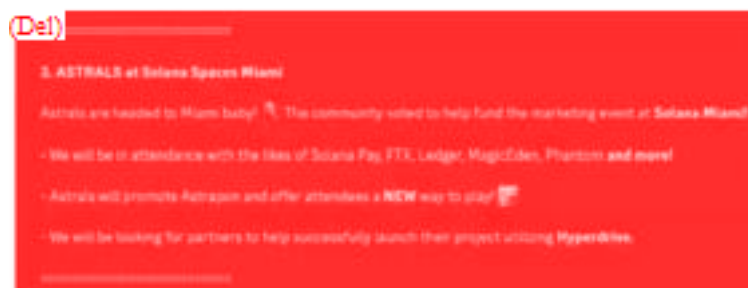 (Del)
3. ASTRALS at Solana Spaces Miami
Astrals are headed to Miami baby! The community voted to help fund the marketing event at Solana Miami!
- We will be in attendance with the likes of Solana Pay, FTX, Ledger, MagicEden, Phantom and more!
- Astrals will promote Astrapon and offer attendees a NEW way to play!
- We will be looking for partners to help successfully launch their project utilizing Hyperdrive.